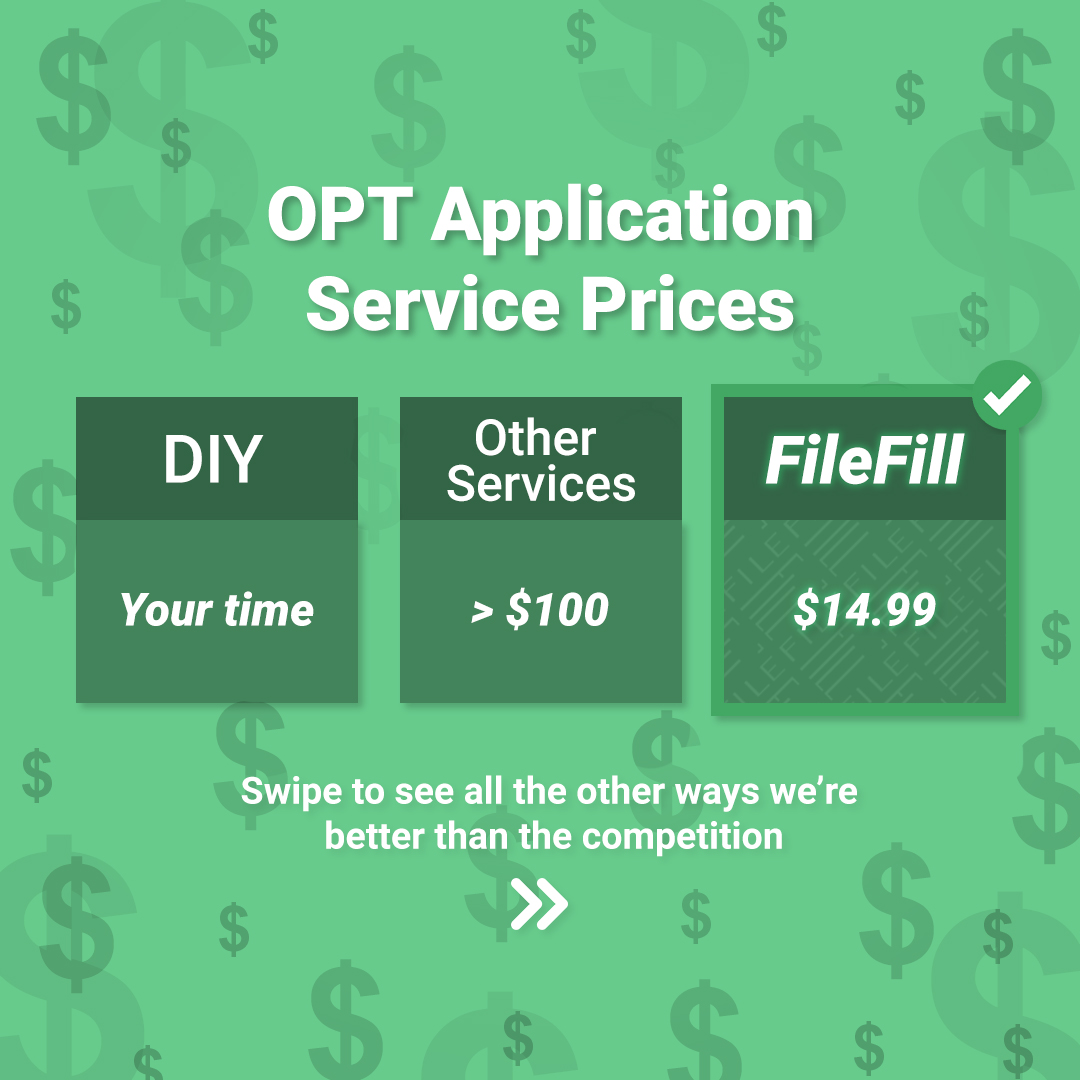 OPT Application
Service Prices
DIY
Your time
Other
Services
> $100
FileFill
$14.99
Swipe to see all the other ways we’re
better than the competition